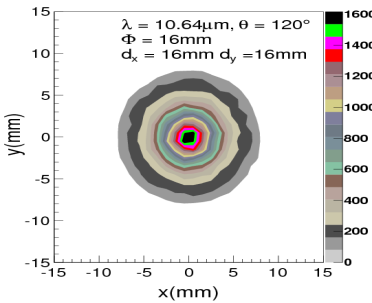 λ = 10.64μm, θ = 120°
Φ = 16mm
dx = 16mm dy =16mm
y(mm)
15
10
5
0
-5
-10
-15
-15 -10 -5 0 5 10 15
x(mm)
1600
1400
1200
1000
800
600
400
200
0